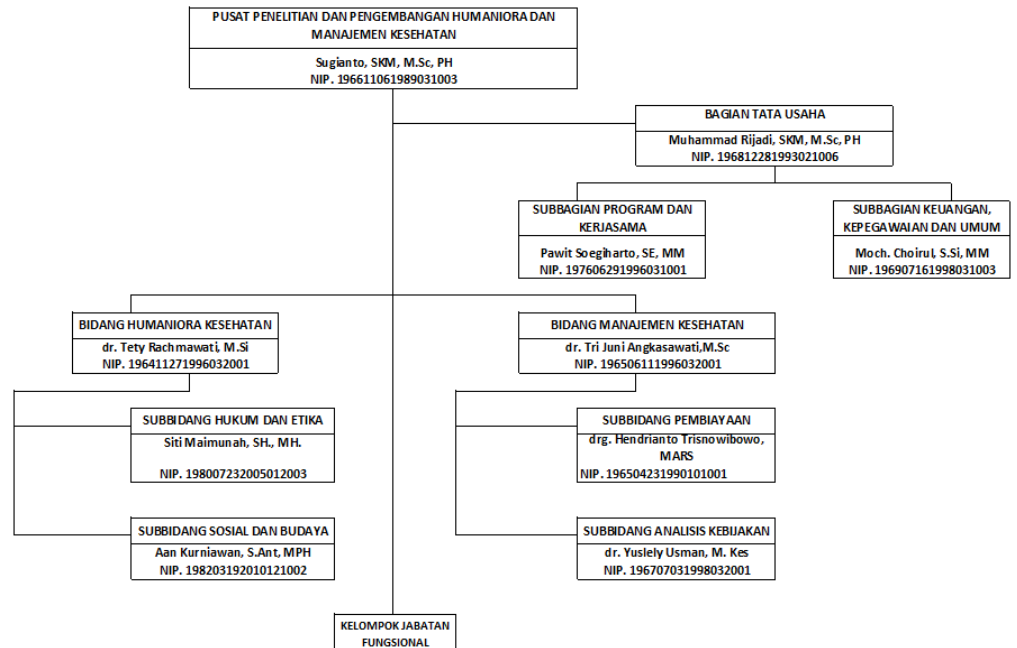 PUSAT PENELITIAN DAN PENGEMBANGAN HUMANIORA DAN
MANAJEMEN KESEHATAN
Sugianto, SKM, M.Sc, PH
NIP. 196611061989031003
BAGIAN TATA USAHA
Muhammad Rijadi, SKM, M.Sc, PH
NIP. 196812281993021006
SUBBAGIAN PROGRAM DAN
KERJASAMA
Pawit Soegiharto, SE, MM
NIP. 197606291996031001
SUBBAGIAN KEUANGAN,
KEPEGAWAIAN DAN UMUM
Moch. Choirul, S.Si, MM
NIP. 196907161998031003
BIDANG HUMANIORA KESEHATAN
dr. Tety Rachmawati, M.Si
NIP. 196411271996032001
BIDANG MANAJEMEN KESEHATAN
dr. Tri Juni Angkasawati,M.Sc
NIP. 196506111996032001
SUBBIDANG HUKUM DAN ETIKA
Siti Maimunah, SH., MH.
NIP. 198007232005012003
SUBBIDANG PEMBIAYAAN
drg. Hendrianto Trisnowibowo,
MARS
NIP. 196504231990101001
SUBBIDANG SOSIAL DAN BUDAYA
Aan Kurniawan, S.Ant, MPH
NIP. 198203192010121002
SUBBIDANG ANALISIS KEBIJAKAN
dr. Yuslely Usman, M. Kes
NIP. 196707031998032001
KELOMPOK JABATAN
FUNGSIONAL